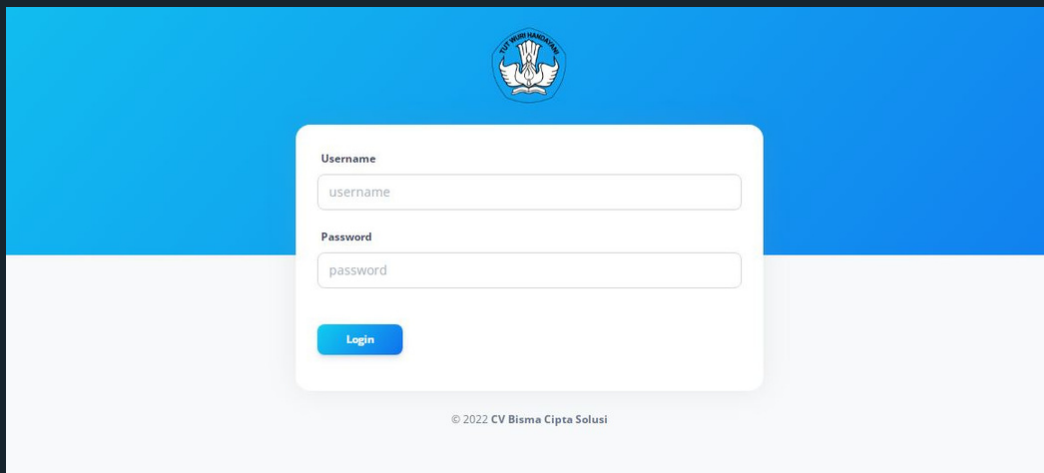 TUT WURI HANDAYANI
Username
username
Password
password
Login
© 2022 CV Bisma Cipta Solusi